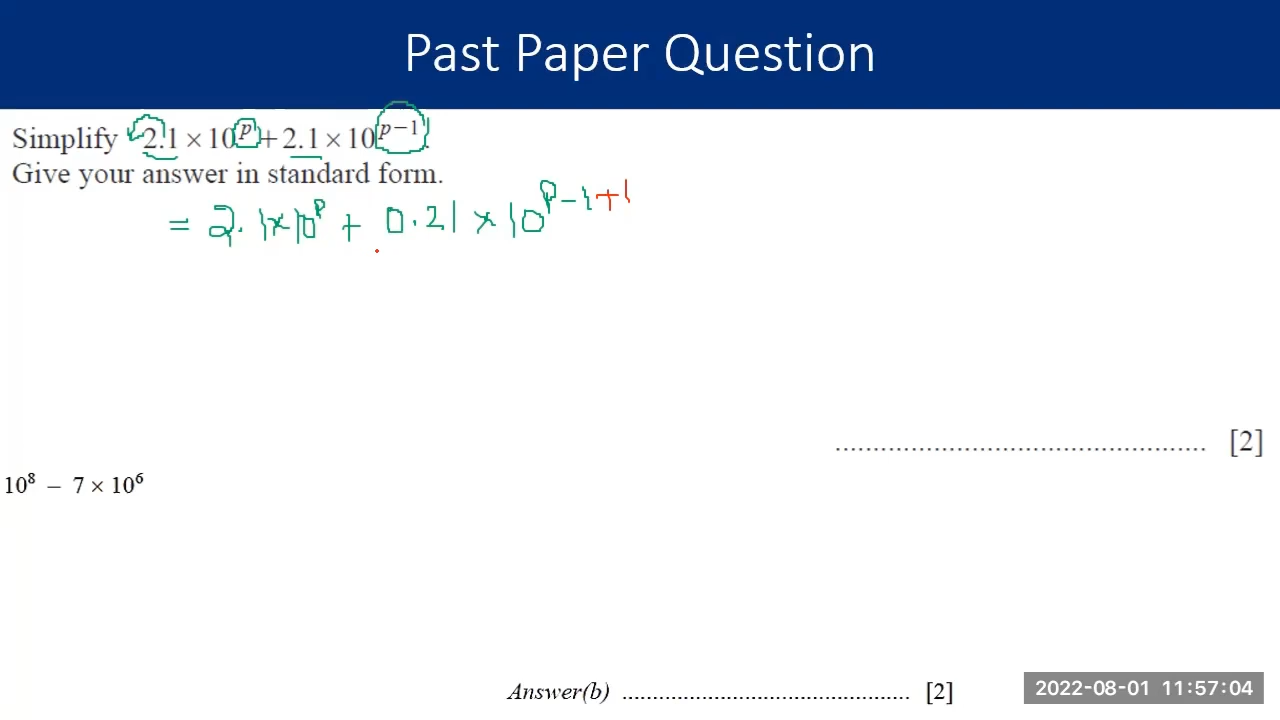 Past Paper Question
Simplify 2.1 × 10^p + 2.1 × 10^(p−1).
Give your answer in standard form.
= 2.1×10^p + 0.21 × 10^(p−1+1)
................................................ [2]
10^8 − 7 × 10^6
Answer(b) ................................................ [2]
2022-08-01 11:57:04